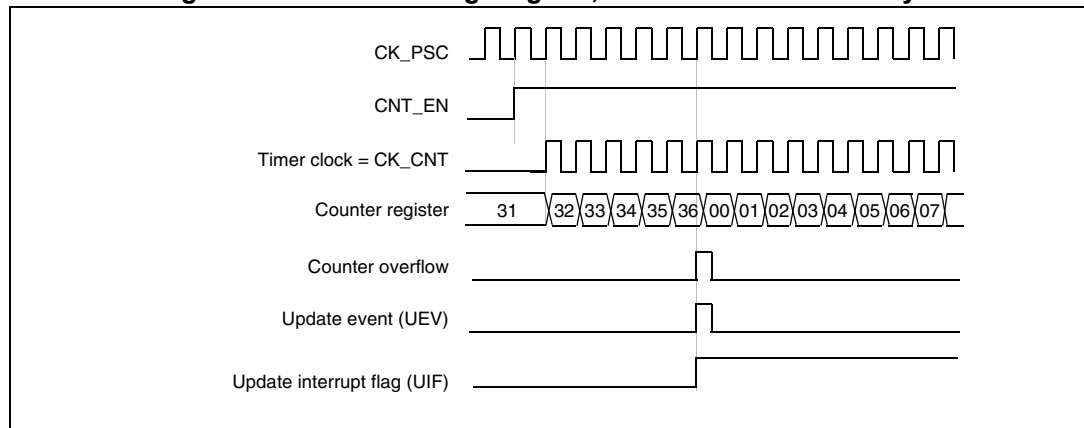 CK_PSC
CNT_EN
Timer clock = CK_CNT
Counter register 31 32 33 34 35 36 00 01 02 03 04 05 06 07
Counter overflow
Update event (UEV)
Update interrupt flag (UIF)